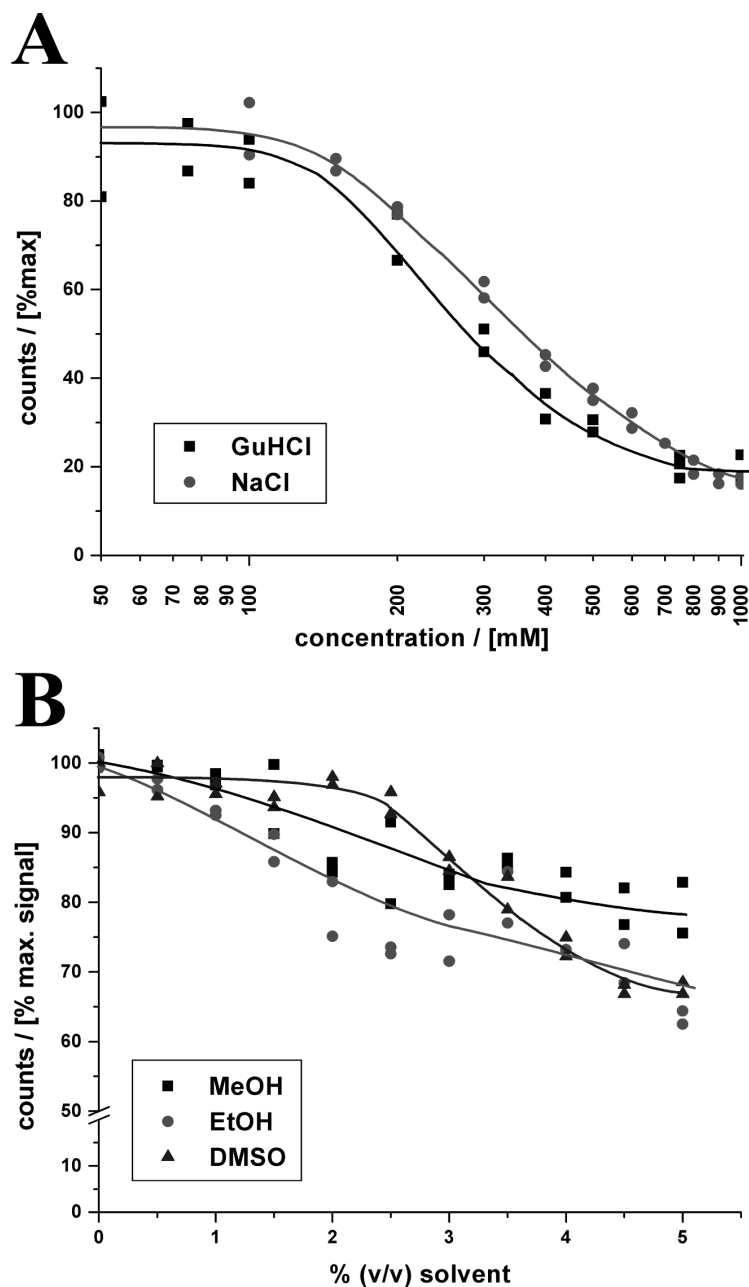 A
counts / [%max]
100
80
60
40
20
0
GuHCl
NaCl
50 60 70 80 90 100 200 300 400 500 600 700 800 900 1000
concentration / [mM]
B
counts / [% max. signal]
100
90
80
70
60
50
10
0
MeOH
EtOH
DMSO
0 1 2 3 4 5
% (v/v) solvent